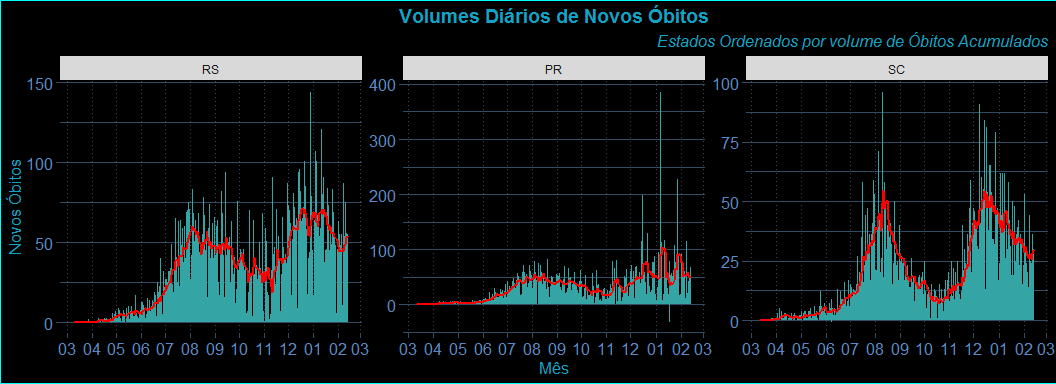 Volumes Diários de Novos Óbitos
Estados Ordenados por volume de Óbitos Acumulados
RS PR SC
Novos Óbitos
150
100
50
0
400
300
200
100
0
100
75
50
25
0
03 04 05 06 07 08 09 10 11 12 01 02 03
03 04 05 06 07 08 09 10 11 12 01 02 03
03 04 05 06 07 08 09 10 11 12 01 02 03
Mês